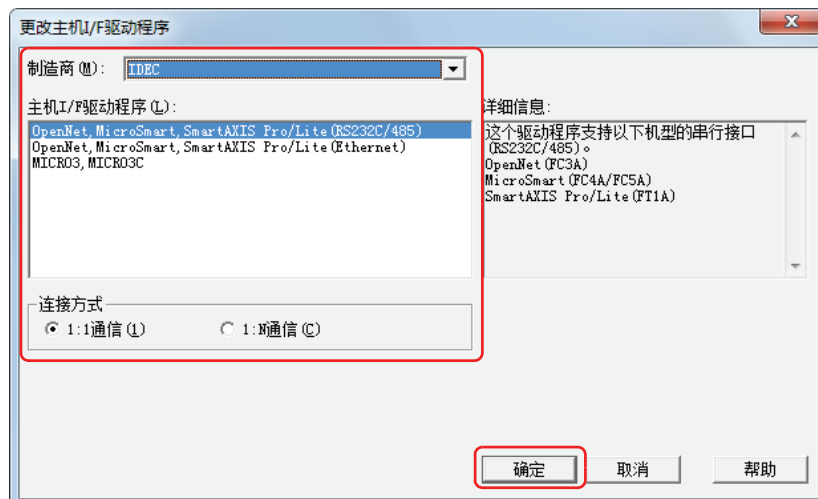 更改主机I/F驱动程序
制造商(M): IDEC
主机I/F驱动程序(L):
OpenNet,MicroSmart,SmartAXIS Pro/Lite(RS232C/485)
OpenNet,MicroSmart,SmartAXIS Pro/Lite(Ethernet)
MICRO3,MICRO3C
详细信息:
这个驱动程序支持以下机型的串行接口
(RS232C/485)。
OpenNet(FC3A)
MicroSmart(FC4A/FC5A)
SmartAXIS Pro/Lite(FT1A)
连接方式
1:1通信(1) 1:N通信(C)
确定 取消 帮助